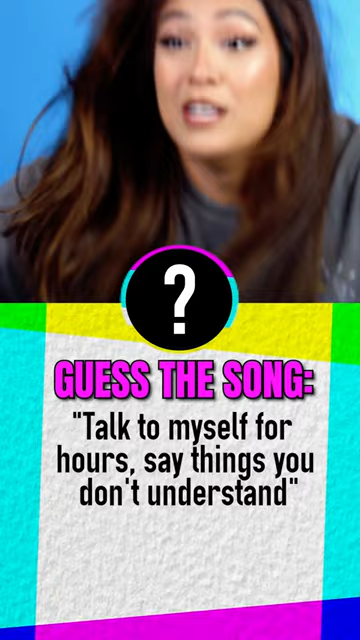 ?
GUESS THE SONG:
"Talk to myself for
hours, say things you
don't understand"